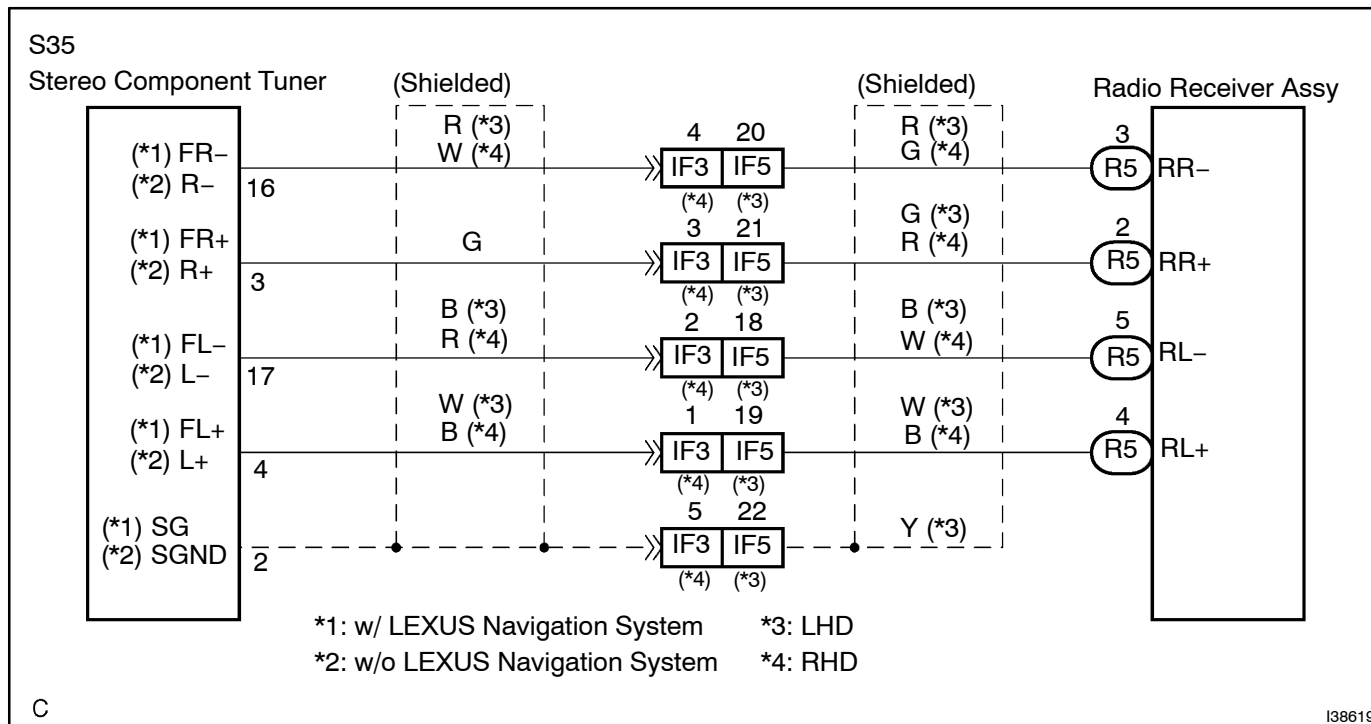 S35
Stereo Component Tuner
(Shielded)
(Shielded)
Radio Receiver Assy
(*1) FR−
(*2) R−
16
R (*3)
W (*4)
4 20
IF3 IF5
(*4) (*3)
R (*3)
G (*4)
3
R5
RR−
(*1) FR+
(*2) R+
3
G
3 21
IF3 IF5
(*4) (*3)
G (*3)
R (*4)
2
R5
RR+
(*1) FL−
(*2) L−
17
B (*3)
R (*4)
2 18
IF3 IF5
(*4) (*3)
B (*3)
W (*4)
5
R5
RL−
(*1) FL+
(*2) L+
4
W (*3)
B (*4)
1 19
IF3 IF5
(*4) (*3)
W (*3)
B (*4)
4
R5
RL+
(*1) SG
(*2) SGND
2
5 22
IF3 IF5
(*4) (*3)
Y (*3)
*1: w/ LEXUS Navigation System *3: LHD
*2: w/o LEXUS Navigation System *4: RHD
C
I38619